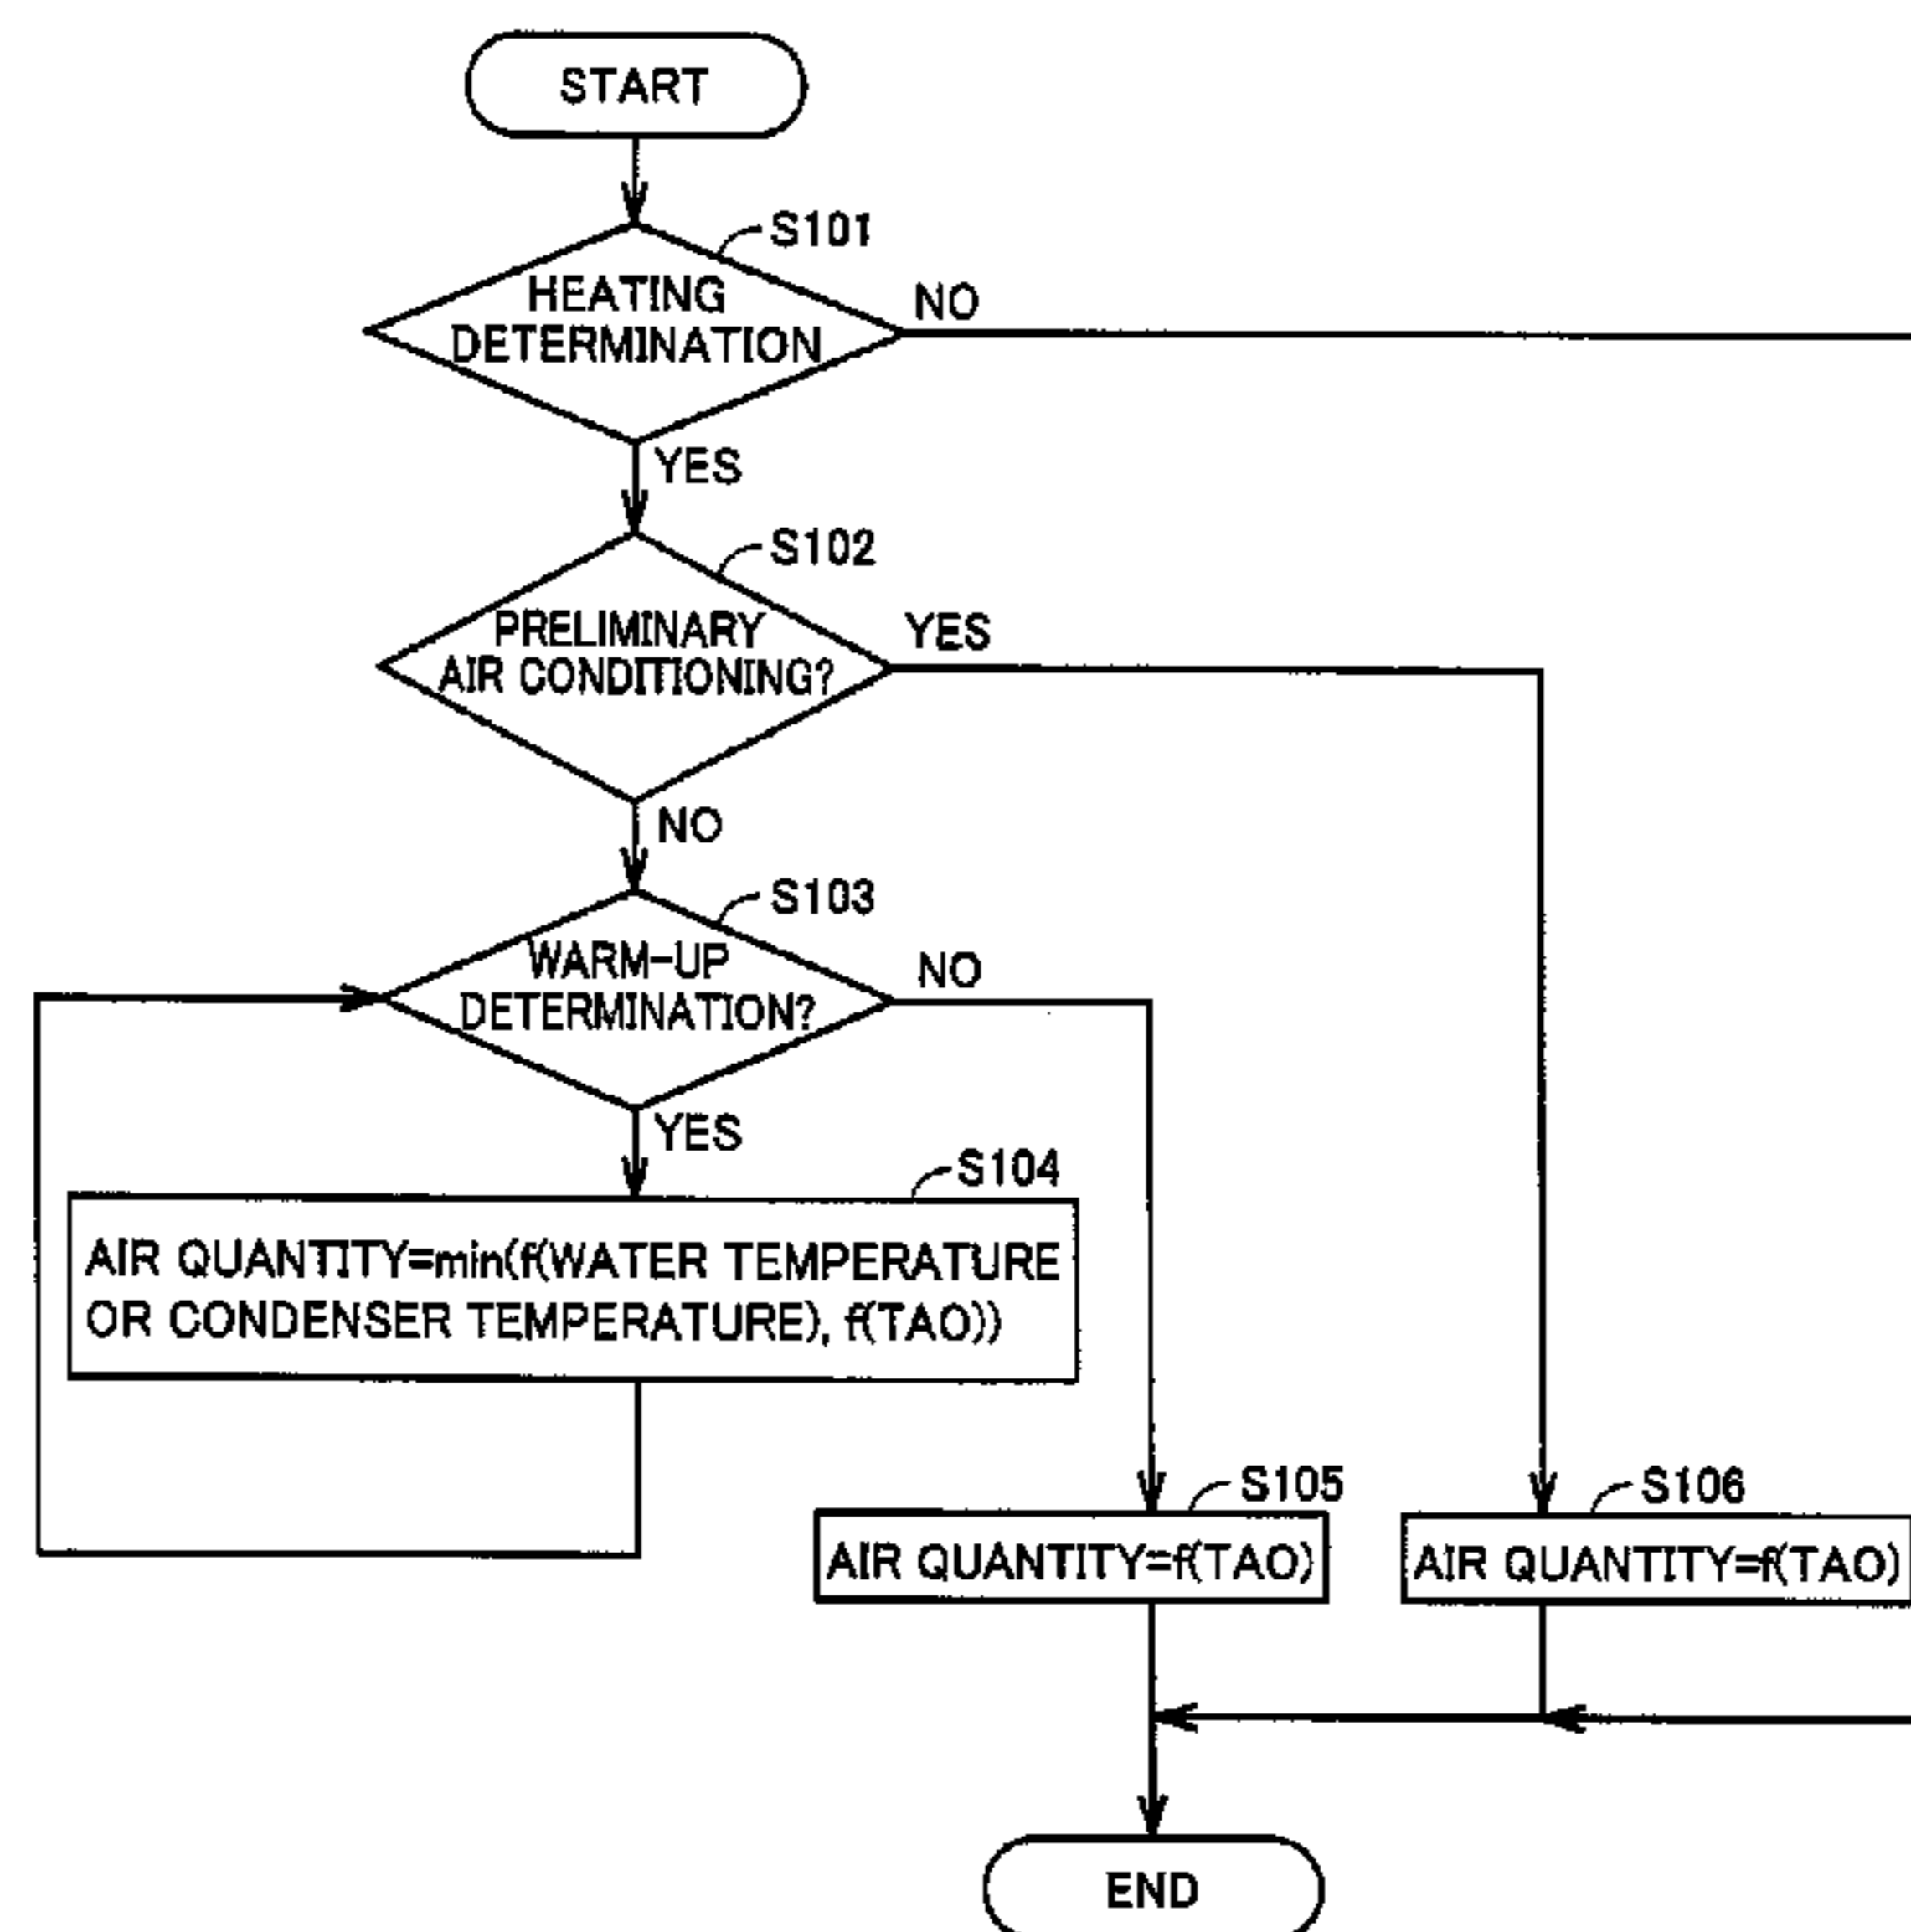 START
S101
HEATING
DETERMINATION
NO
YES
S102
PRELIMINARY
AIR CONDITIONING?
YES
NO
S103
WARM-UP
DETERMINATION?
NO
YES
S104
AIR QUANTITY=min(f(WATER TEMPERATURE
OR CONDENSER TEMPERATURE), f(TAO))
S105
AIR QUANTITY=f(TAO)
S106
AIR QUANTITY=f(TAO)
END